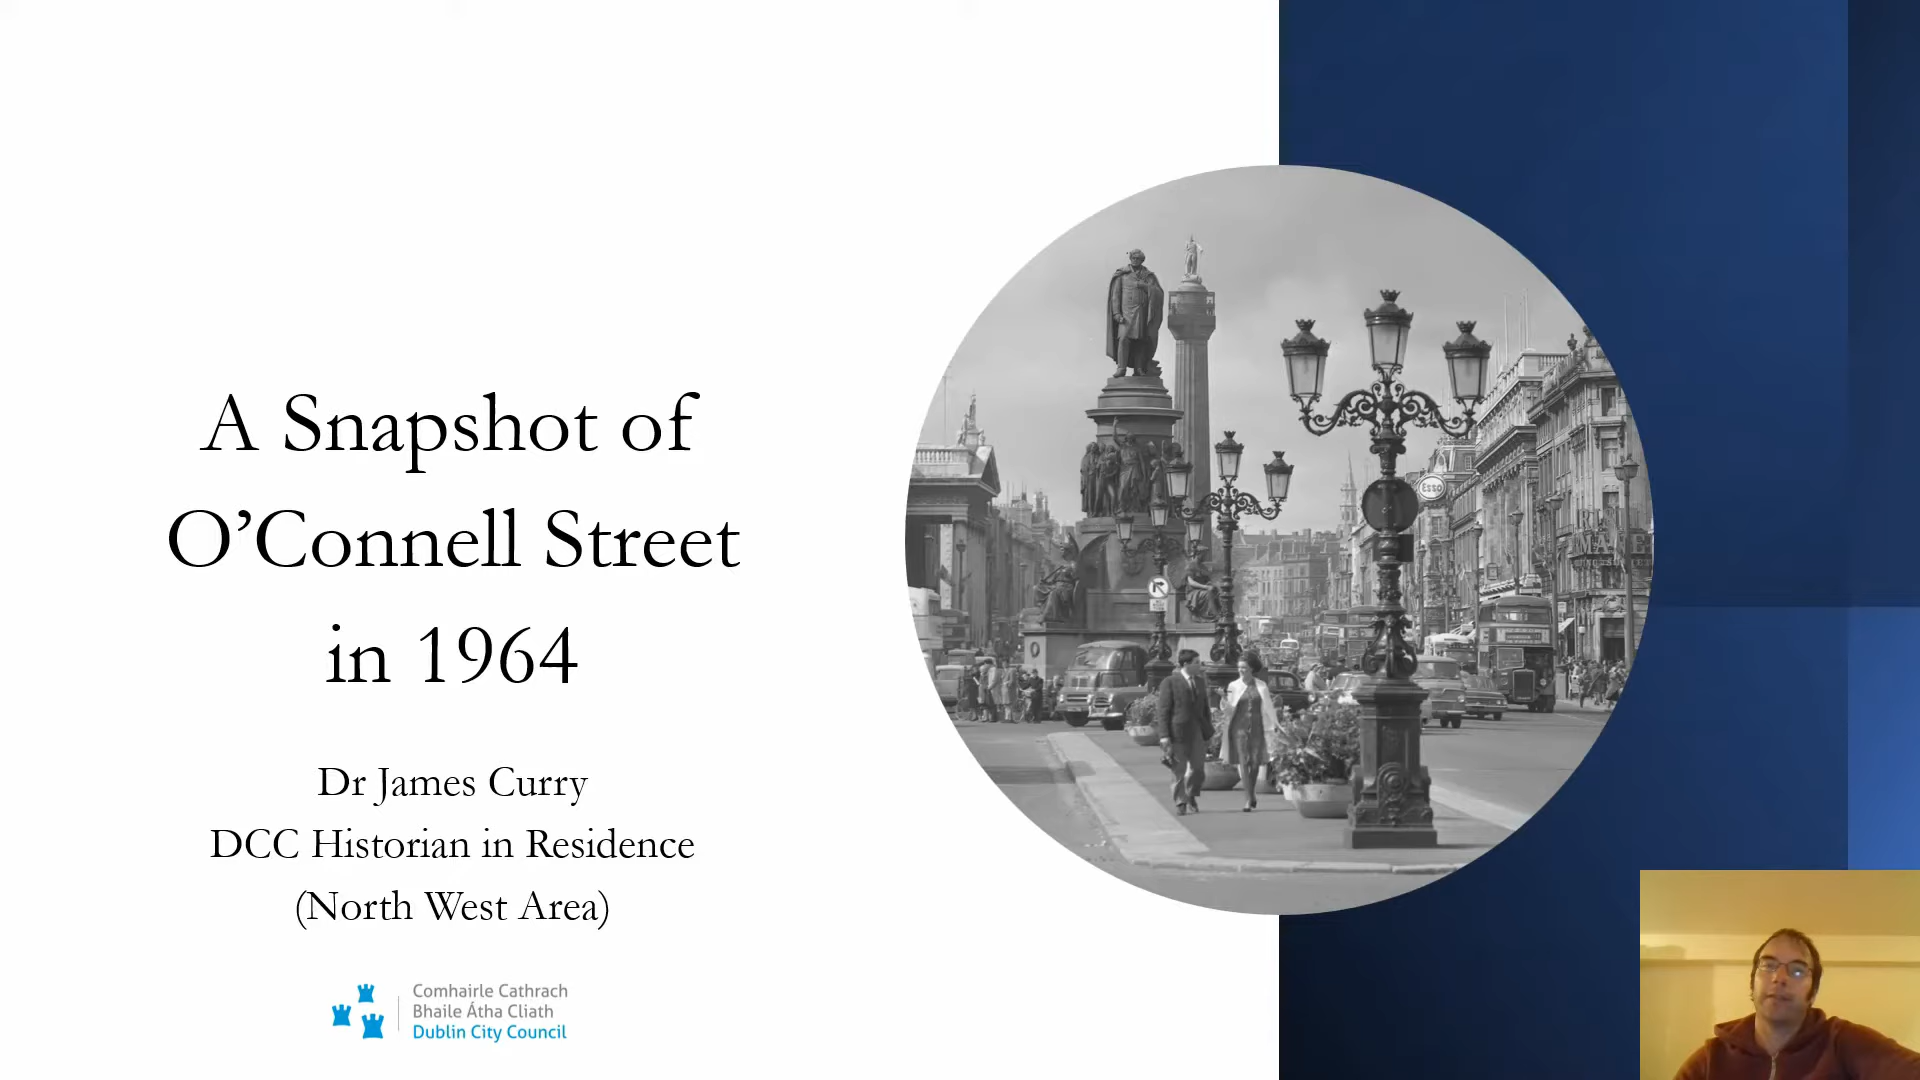 A Snapshot of
O’Connell Street
in 1964
Dr James Curry
DCC Historian in Residence
(North West Area)
Comhairle Cathrach
Bhaile Átha Cliath
Dublin City Council
Esso